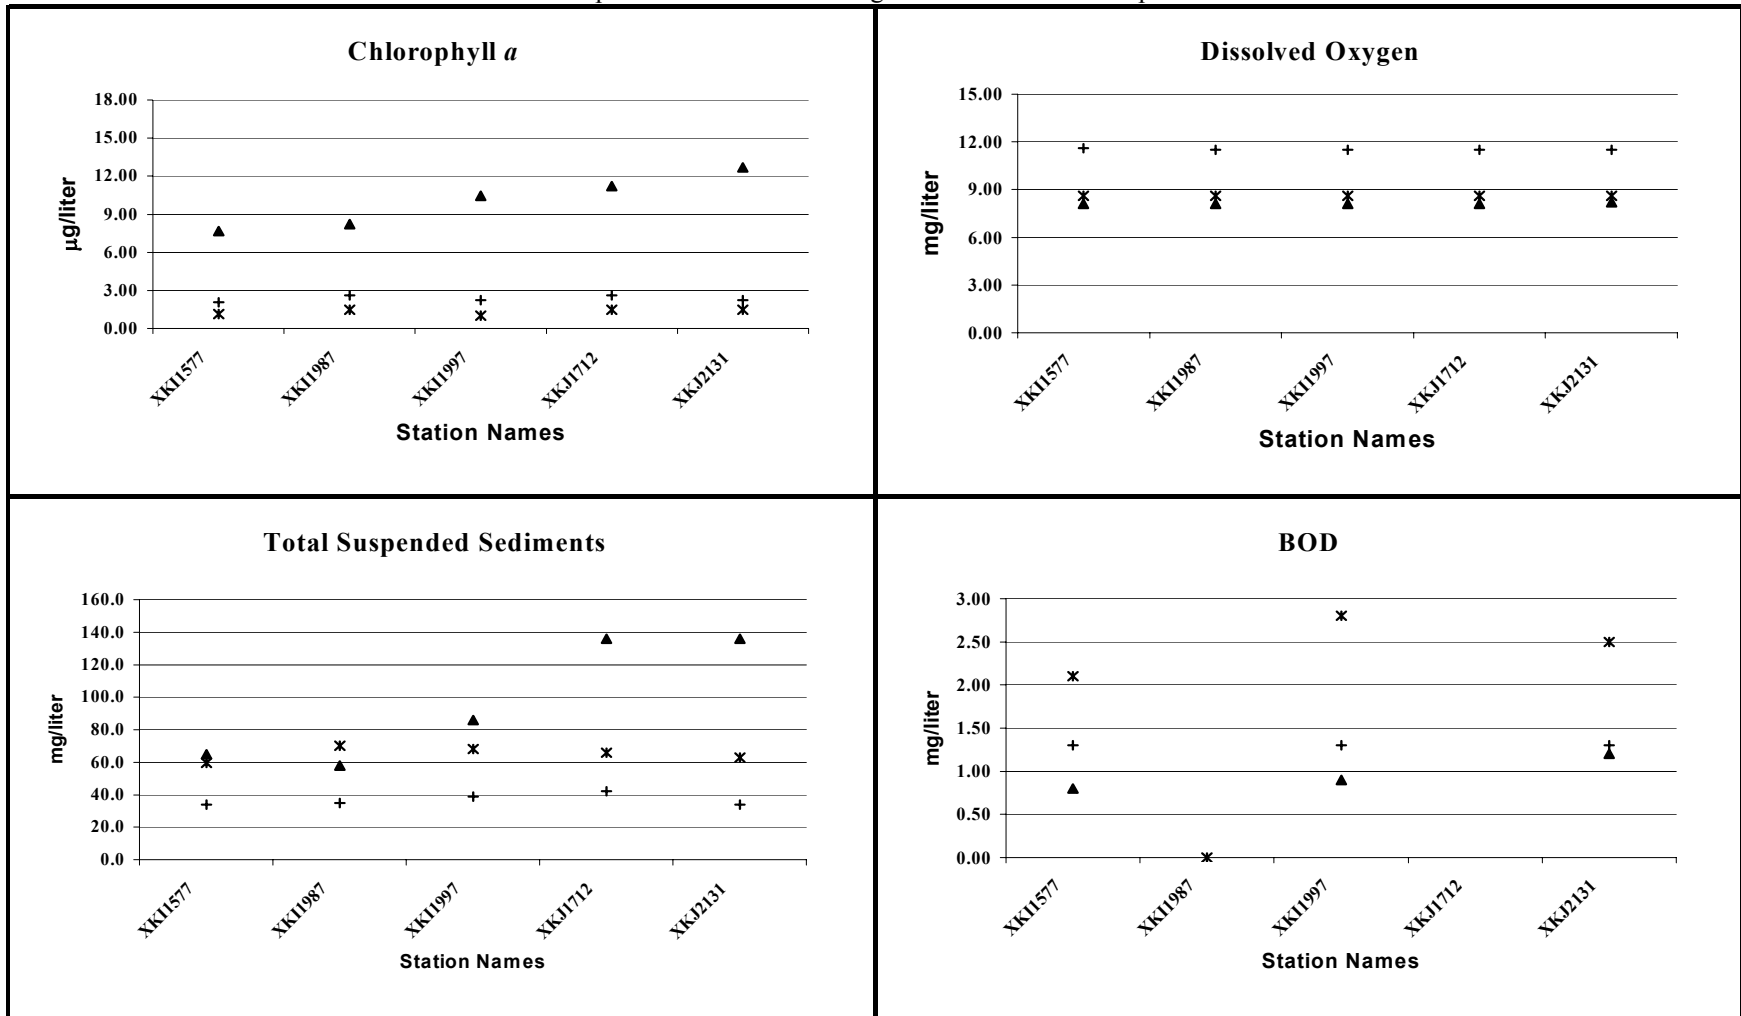 Chlorophyll a
18.00
15.00
12.00
9.00
6.00
3.00
0.00
µg/liter
XKI1577
XKI1987
XKI1997
XKJ1712
XKJ2131
Station Names
Dissolved Oxygen
15.00
12.00
9.00
6.00
3.00
0.00
mg/liter
XKI1577
XKI1987
XKI1997
XKJ1712
XKJ2131
Station Names
Total Suspended Sediments
160.0
140.0
120.0
100.0
80.0
60.0
40.0
20.0
0.0
mg/liter
XKI1577
XKI1987
XKI1997
XKJ1712
XKJ2131
Station Names
BOD
3.00
2.50
2.00
1.50
1.00
0.50
0.00
mg/liter
XKI1577
XKI1987
XKI1997
XKJ1712
XKJ2131
Station Names